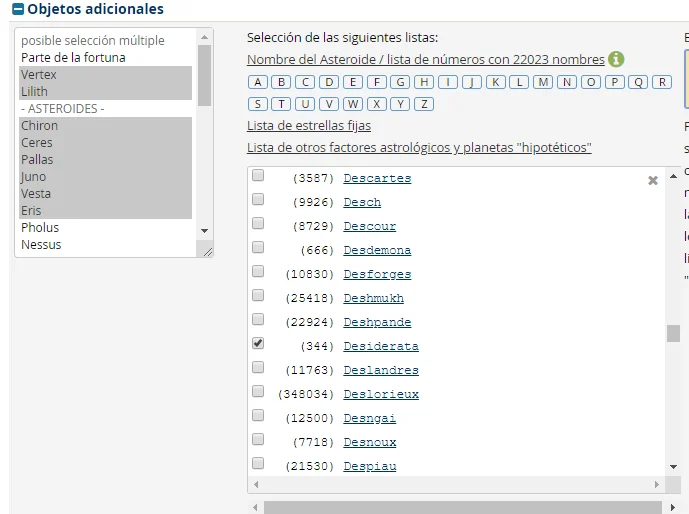 Objetos adicionales
posible selección múltiple
Parte de la fortuna
Vertex
Lilith
- ASTEROIDES -
Chiron
Ceres
Pallas
Juno
Vesta
Eris
Pholus
Nessus
Selección de las siguientes listas:
Nombre del Asteroide / lista de números con 22023 nombres
A B C D E F G H I J K L M N O P Q R
S T U V W X Y Z
Lista de estrellas fijas
Lista de otros factores astrológicos y planetas "hipotéticos"
(3587) Descartes
(9926) Desch
(8729) Descour
(666) Desdemona
(10830) Desforges
(25418) Deshmukh
(22924) Deshpande
(344) Desiderata
(11763) Deslandres
(348034) Deslorieux
(12500) Desngai
(7718) Desnoux
(21530) Despiau